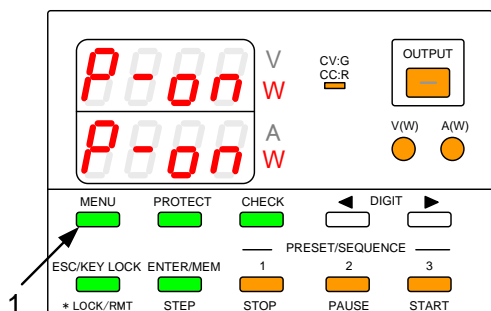 P-on V W
CV:G
CC:R
OUTPUT
P-on A W
V(W) A(W)
MENU PROTECT CHECK ◀ DIGIT ▶
PRESET/SEQUENCE
ESC/KEY LOCK ENTER/MEM 1 2 3
* LOCK/RMT STEP STOP PAUSE START
1